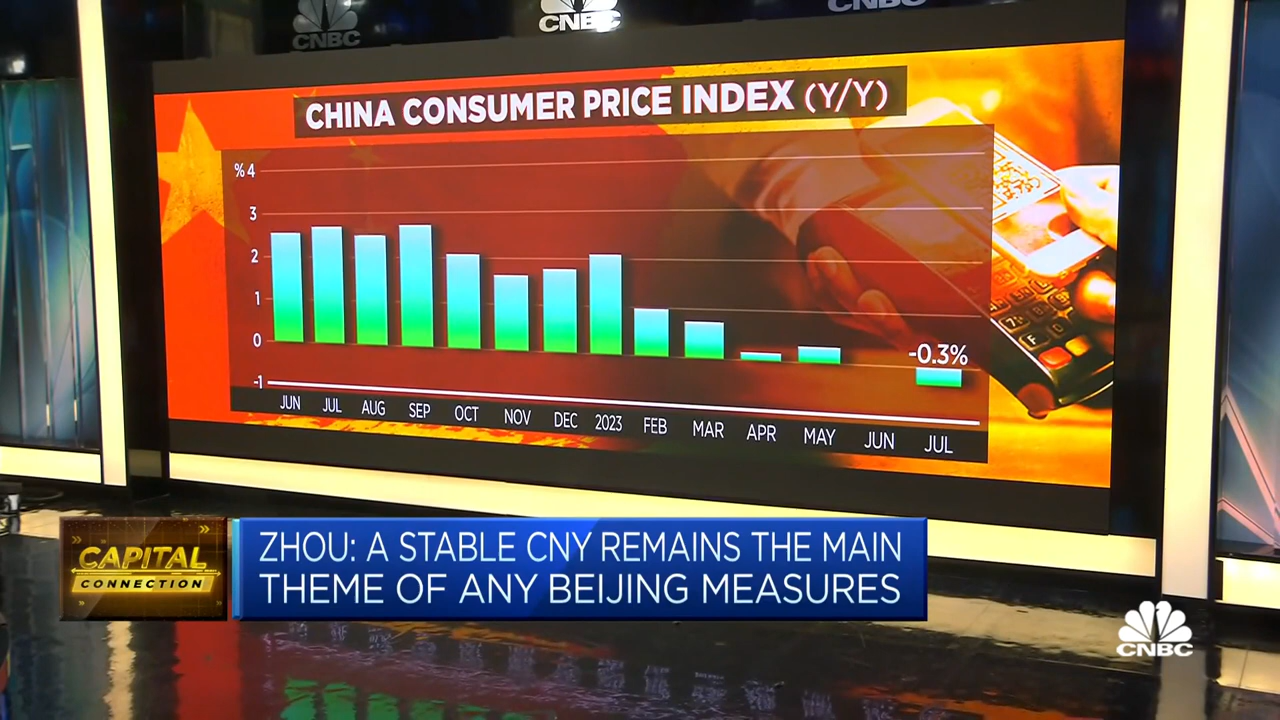 CNBC
CNBC
CNBC
CHINA CONSUMER PRICE INDEX (Y/Y)
% 4
3
2
1
0
-1
-0.3%
JUN JUL AUG SEP OCT NOV DEC 2023 FEB MAR APR MAY JUN JUL
CAPITAL
CONNECTION
ZHOU: A STABLE CNY REMAINS THE MAIN
THEME OF ANY BEIJING MEASURES
CNBC